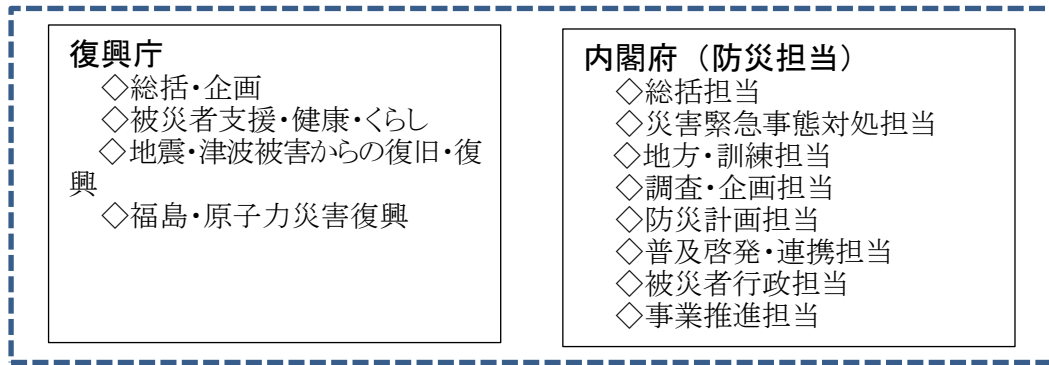 復興庁
◇総括・企画
◇被災者支援・健康・くらし
◇地震・津波被害からの復旧・復
興
◇福島・原子力災害復興
内閣府（防災担当）
◇総括担当
◇災害緊急事態対処担当
◇地方・訓練担当
◇調査・企画担当
◇防災計画担当
◇普及啓発・連携担当
◇被災者行政担当
◇事業推進担当